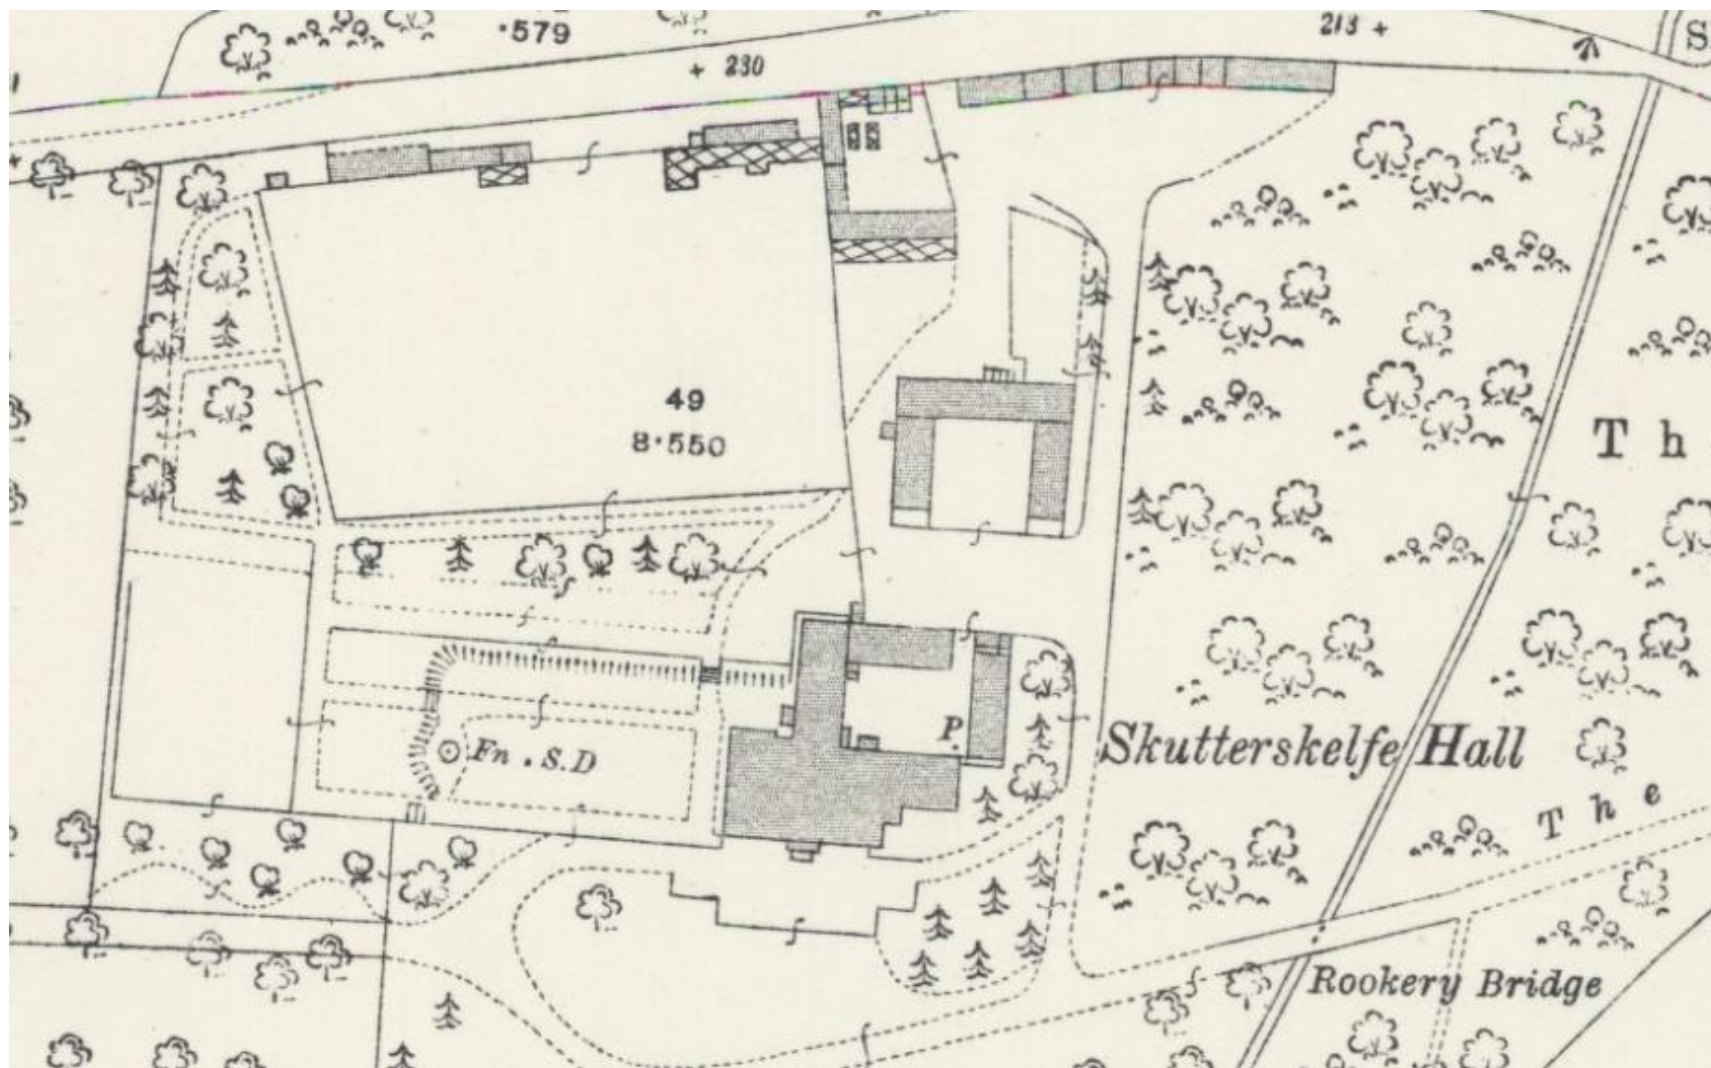 ·579
213 +
S
+ 230
49
8·550
T h
Fn . S.D
P.
Skutterskelfe Hall
T h e
Rookery Bridge